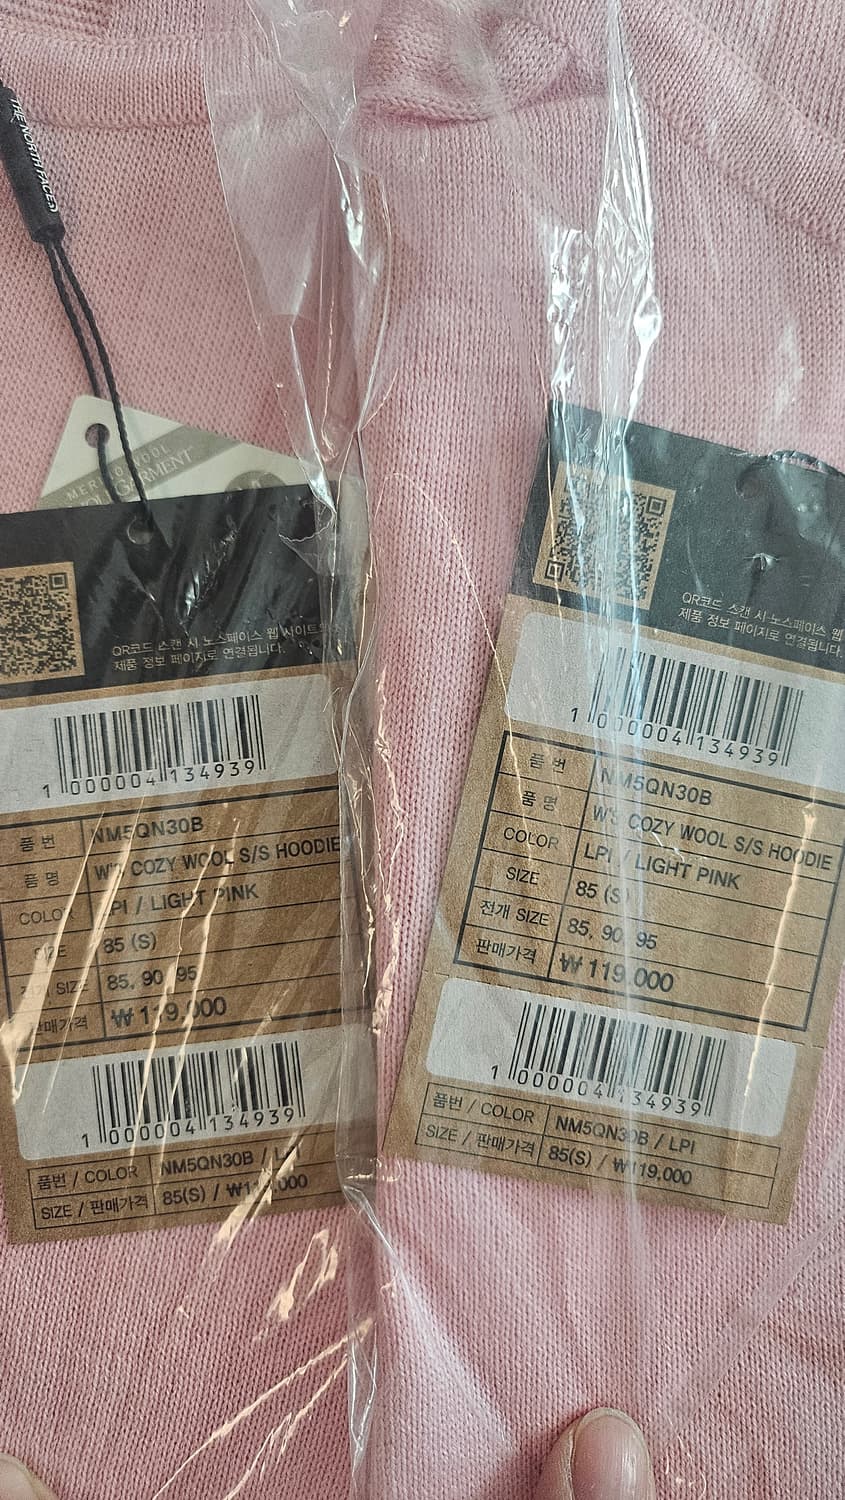 THE NORTH FACE
MERINO WOOL
GARMENT
QR코드 스캔 시 노스페이스 웹 사이트의
제품 정보 페이지로 연결됩니다.
1 000004 134939
품 번 NM5QN30B
품 명 W'S COZY WOOL S/S HOODIE
COLOR LPI / LIGHT PINK
SIZE 85 (S)
전개 SIZE 85, 90, 95
판매가격 ₩ 119,000
1 000004 134939
품번 / COLOR NM5QN30B / LPI
SIZE / 판매가격 85(S) / ₩119,000
QR코드 스캔 시 노스페이스 웹
제품 정보 페이지로 연결됩니다.
1 000004 134939
품 번 NM5QN30B
품 명 W'S COZY WOOL S/S HOODIE
COLOR LPI / LIGHT PINK
SIZE 85 (S)
전개 SIZE 85, 90, 95
판매가격 ₩ 119,000
1 000004 134939
품번 / COLOR NM5QN30B / LPI
SIZE / 판매가격 85(S) / ₩119,000